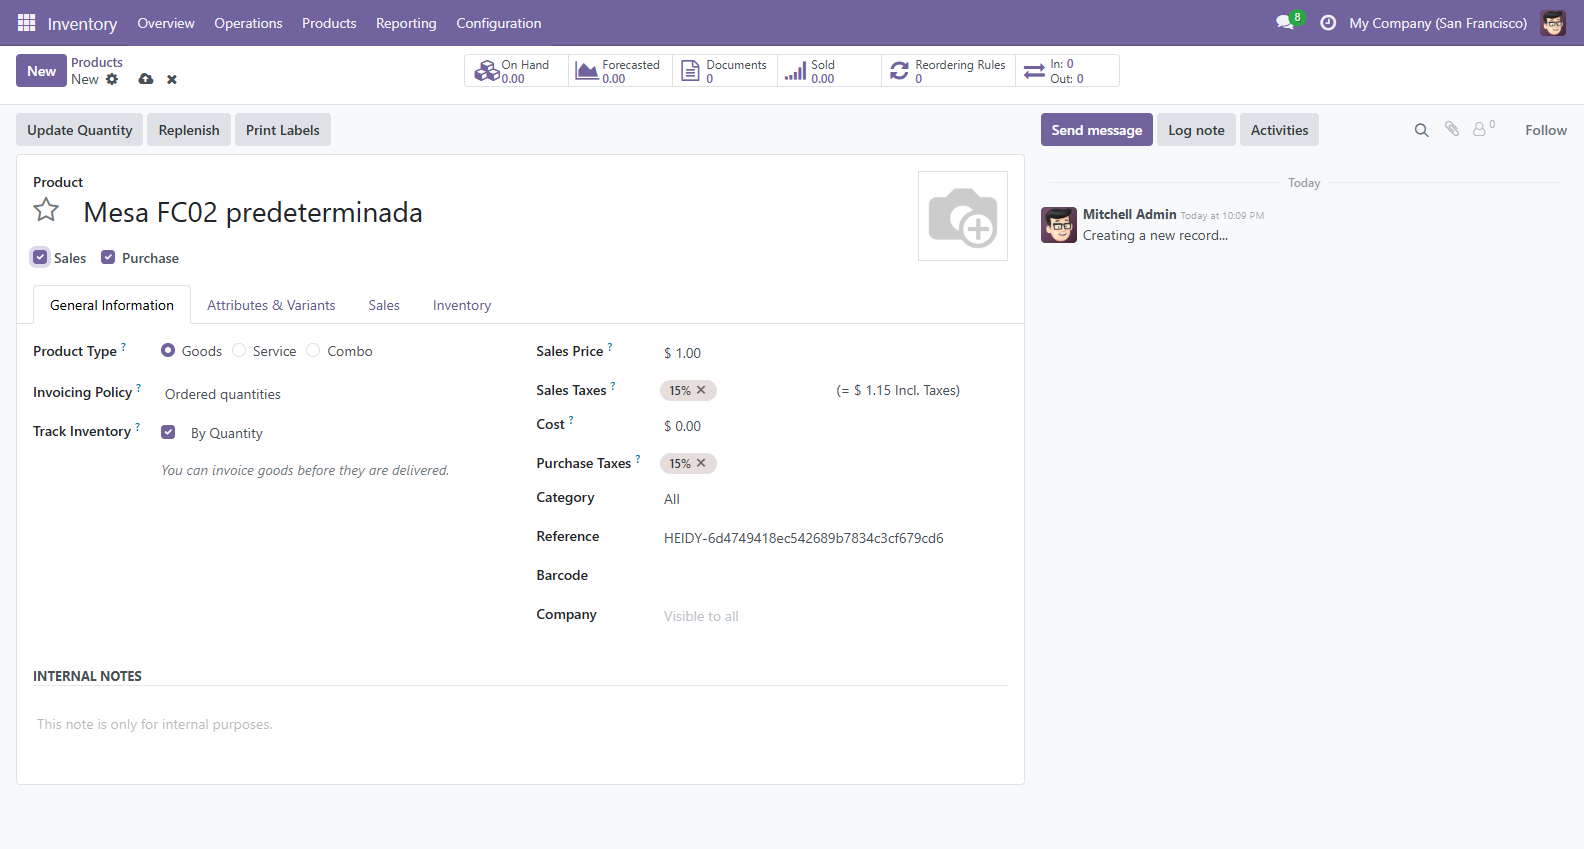 Inventory Overview Operations Products Reporting Configuration 8 My Company (San Francisco)
New Products
New
On Hand 0.00 Forecasted 0.00 Documents 0 Sold 0.00 Reordering Rules 0 In: 0 Out: 0
Update Quantity Replenish Print Labels Send message Log note Activities 0 Follow
Product
Mesa FC02 predeterminada
Sales Purchase
General Information Attributes & Variants Sales Inventory
Product Type ? Goods Service Combo
Invoicing Policy ? Ordered quantities
Track Inventory ? By Quantity
You can invoice goods before they are delivered.
Sales Price ? $ 1.00
Sales Taxes ? 15% (= $ 1.15 Incl. Taxes)
Cost ? $ 0.00
Purchase Taxes ? 15%
Category All
Reference HEIDY-6d4749418ec542689b7834c3cf679cd6
Barcode
Company Visible to all
INTERNAL NOTES
This note is only for internal purposes.
Today
Mitchell Admin Today at 10:09 PM
Creating a new record...